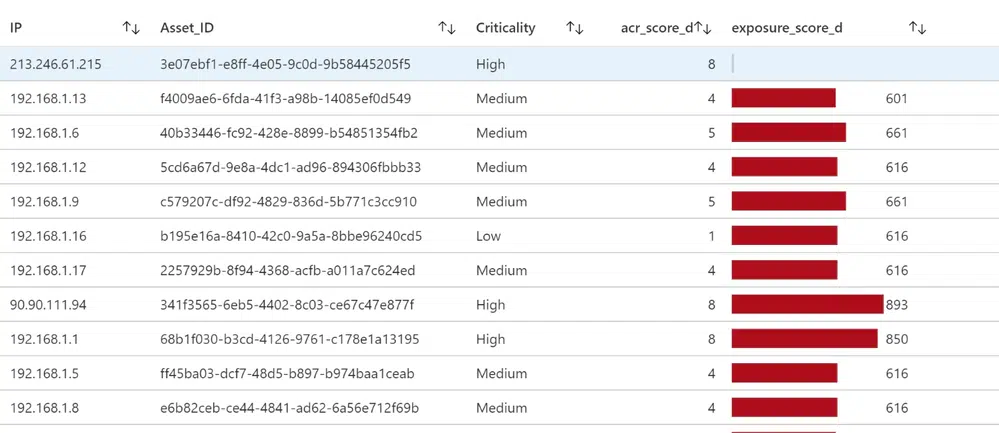 IP Asset_ID Criticality acr_score_d exposure_score_d
213.246.61.215 3e07ebf1-e8ff-4e05-9c0d-9b58445205f5 High 8
192.168.1.13 f4009ae6-6fda-41f3-a98b-14085ef0d549 Medium 4 601
192.168.1.6 40b33446-fc92-428e-8899-b54851354fb2 Medium 5 661
192.168.1.12 5cd6a67d-9e8a-4dc1-ad96-894306fbbb33 Medium 4 616
192.168.1.9 c579207c-df92-4829-836d-5b771c3cc910 Medium 5 661
192.168.1.16 b195e16a-8410-42c0-9a5a-8bbe96240cd5 Low 1 616
192.168.1.17 2257929b-8f94-4368-acfb-a011a7c624ed Medium 4 616
90.90.111.94 341f3565-6eb5-4402-8c03-ce67c47e877f High 8 893
192.168.1.1 68b1f030-b3cd-4126-9761-c178e1a13195 High 8 850
192.168.1.5 ff45ba03-dcf7-48d5-b897-b974baa1ceab Medium 4 616
192.168.1.8 e6b82ceb-ce44-4841-ad62-6a56e712f69b Medium 4 616